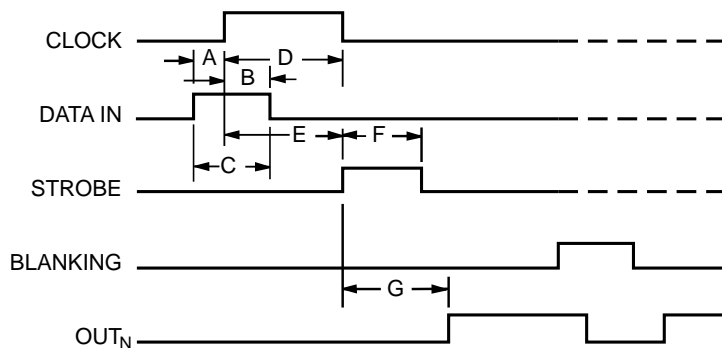 CLOCK
A D
B
DATA IN
E F
C
STROBE
BLANKING
G
OUTN